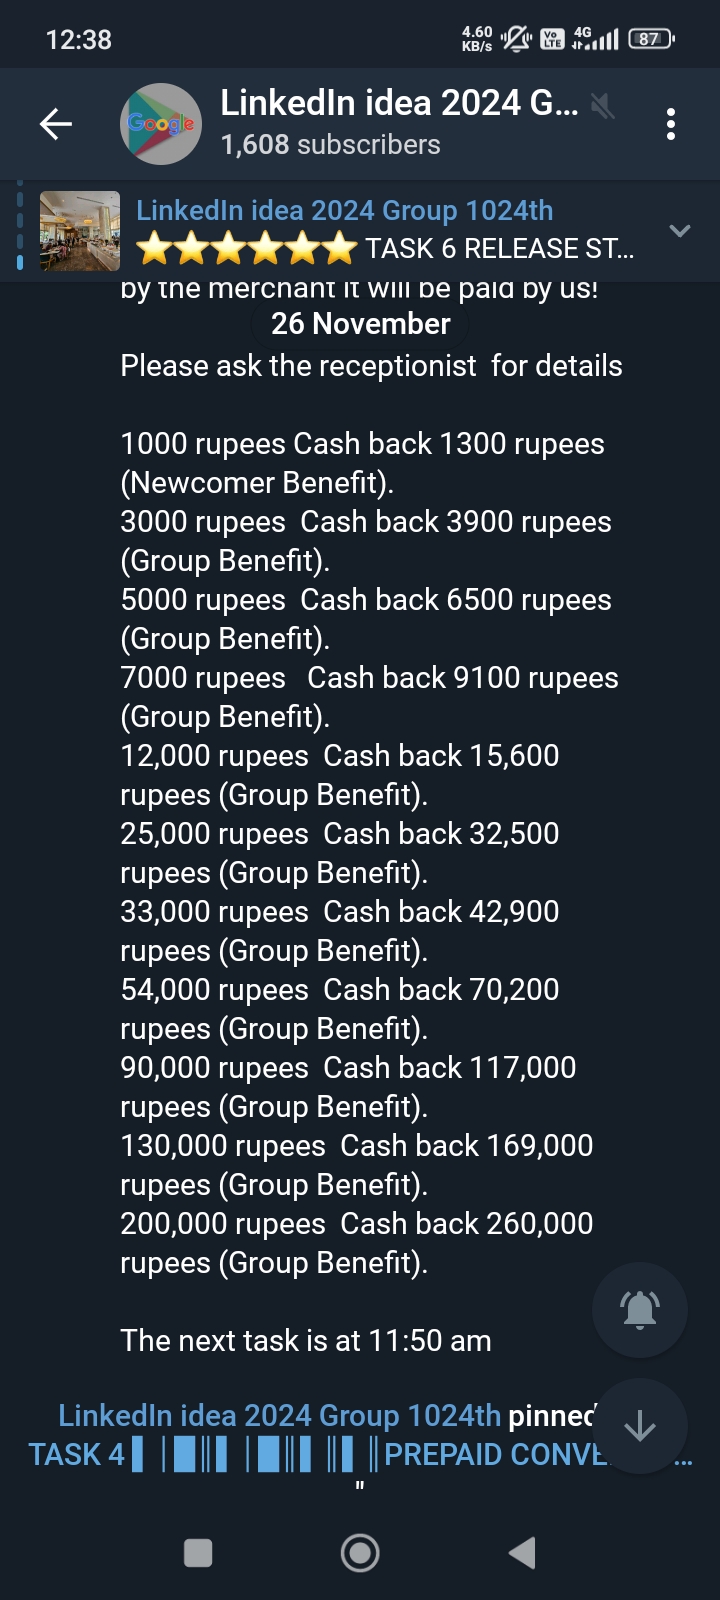 12:38
4.60
KB/s
Vo
LTE
4G
87
Google
LinkedIn idea 2024 G...
1,608 subscribers
LinkedIn idea 2024 Group 1024th
⭐⭐⭐⭐⭐⭐ TASK 6 RELEASE ST...
by the merchant it will be paid by us!
26 November
Please ask the receptionist for details
1000 rupees Cash back 1300 rupees
(Newcomer Benefit).
3000 rupees Cash back 3900 rupees
(Group Benefit).
5000 rupees Cash back 6500 rupees
(Group Benefit).
7000 rupees Cash back 9100 rupees
(Group Benefit).
12,000 rupees Cash back 15,600
rupees (Group Benefit).
25,000 rupees Cash back 32,500
rupees (Group Benefit).
33,000 rupees Cash back 42,900
rupees (Group Benefit).
54,000 rupees Cash back 70,200
rupees (Group Benefit).
90,000 rupees Cash back 117,000
rupees (Group Benefit).
130,000 rupees Cash back 169,000
rupees (Group Benefit).
200,000 rupees Cash back 260,000
rupees (Group Benefit).
The next task is at 11:50 am
LinkedIn idea 2024 Group 1024th pinned
TASK 4 ▌│█║▌│█║▌║▌║PREPAID CONVE...
"